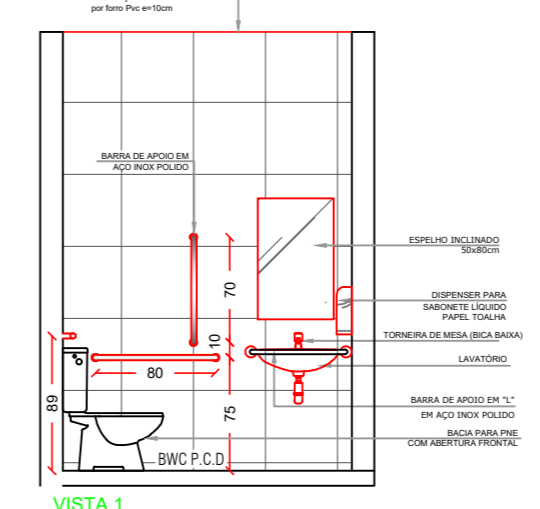 por forro Pvc e=10cm
BARRA DE APOIO EM
AÇO INOX POLIDO
ESPELHO INCLINADO
50x80cm
70
DISPENSER PARA
SABONETE LÍQUIDO
PAPEL TOALHA
TORNEIRA DE MESA (BICA BAIXA)
10
LAVATÓRIO
80
89
75
BARRA DE APOIO EM "L"
EM AÇO INOX POLIDO
BACIA PARA PNE
COM ABERTURA FRONTAL
BWC P.C.D
VISTA 1